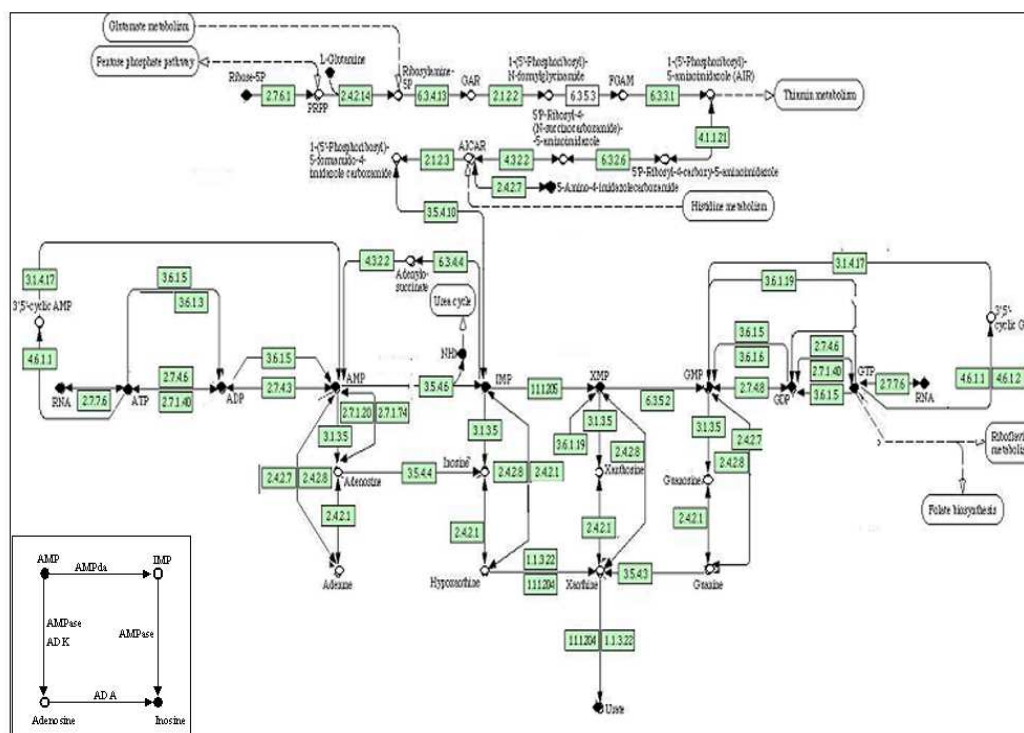 Glutamate metabolism
Pentose phosphate pathway
L-Glutamine
Ribose-5P
2.7.6.1
PRPP
2.4.2.14
Ribosylamine-
5P
6.3.4.13
GAR
2.1.2.2
1-(5'-Phosphoribosyl)-
N-formylglycinamide
6.3.5.3
FGAM
6.3.3.1
1-(5'-Phosphoribosyl)-
5-aminoimidazole (AIR)
Thiamin metabolism
4.1.1.21
1-(5'-Phosphoribosyl)-
5-formamido-4-
imidazole carboxamide
2.1.2.3
AICAR
4.3.2.2
5'P-Ribosyl-4-
(N-succinocarboxamide)-
-5-aminoimidazole
6.3.2.6
5'P-Ribosyl-4-carboxy-5-aminoimidazole
2.4.2.7
5-Amino-4-imidazolecarboxamide
Histidine metabolism
3.5.4.10
3.1.4.17
3',5'-cyclic AMP
4.6.1.1
3.6.1.5
3.6.1.3
4.3.2.2
6.3.4.4
Adenylo-
succinate
Urea cycle
3.6.1.19
3.1.4.17
3',5'-
cyclic G
RNA
2.7.7.6
ATP
2.7.4.6
2.7.1.40
ADP
3.6.1.5
2.7.4.3
AMP
3.5.4.6
NH
IMP
1.1.1.205
XMP
6.3.5.2
GMP
3.6.1.5
3.6.1.6
2.7.4.8
GDP
2.7.4.6
2.7.1.40
3.6.1.5
GTP
2.7.7.6
RNA
4.6.1.1
4.6.1.2
Riboflavi
metabolism
Folate biosynthesis
2.7.1.20
2.7.1.74
3.1.3.5
2.4.2.7
2.4.2.8
Adenosine
3.5.4.4
3.1.3.5
Inosine
2.4.2.8
2.4.2.1
3.1.3.5
3.6.1.19
2.4.2.8
Xanthosine
3.1.3.5
2.4.2.7
2.4.2.8
Guanosine
2.4.2.1
Adenine
2.4.2.1
Hypoxanthine
1.1.3.22
1.1.1.204
2.4.2.1
Xanthine
3.5.4.3
2.4.2.1
Guanine
1.1.1.204
1.1.3.22
Urate
AMP
AMPda
IMP
AMPase
ADK
AMPase
ADA
Adenosine
Inosine